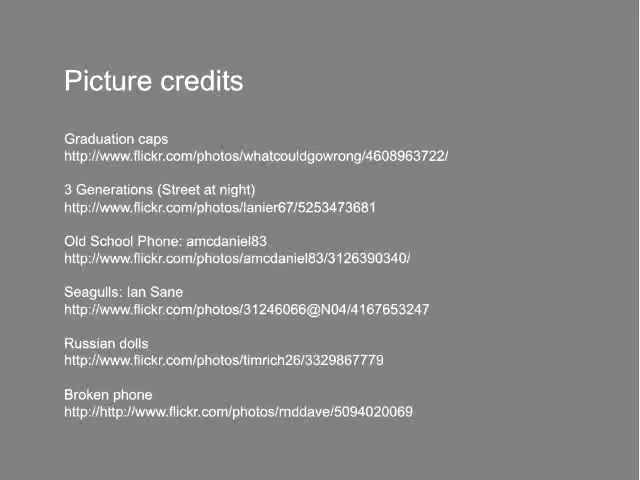 Picture credits
Graduation caps
http://www.flickr.com/photos/whatcouldgowrong/4608963722/
3 Generations (Street at night)
http://www.flickr.com/photos/lanier67/5253473681
Old School Phone: amcdaniel83
http://www.flickr.com/photos/amcdaniel83/3126390340/
Seagulls: Ian Sane
http://www.flickr.com/photos/31246066@N04/4167653247
Russian dolls
http://www.flickr.com/photos/timrich26/3329867779
Broken phone
http://http://www.flickr.com/photos/rnddave/5094020069